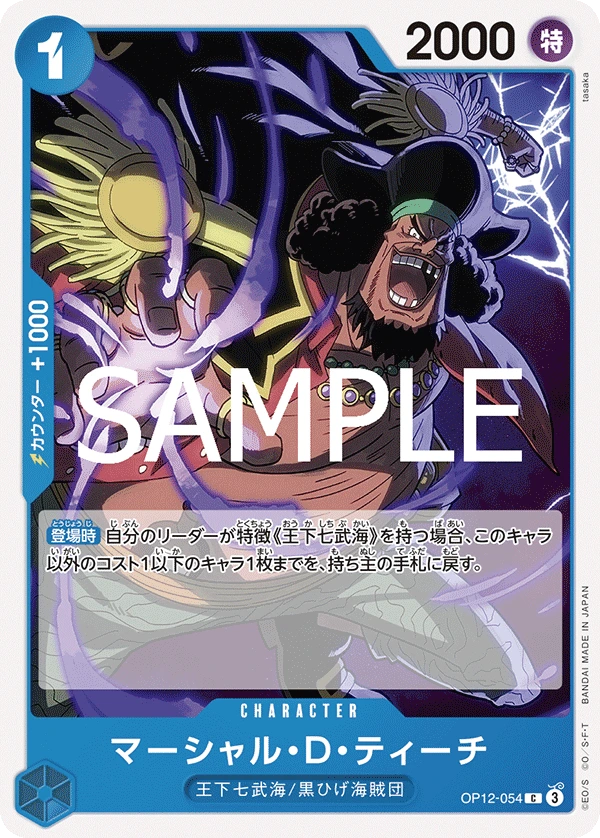 1
2000
特
tasaka
カウンター +1000
SAMPLE
登場時 自分のリーダーが特徴《王下七武海》を持つ場合、このキャラ
以外のコスト1以下のキャラ1枚までを、持ち主の手札に戻す。
CHARACTER
マーシャル・D・ティーチ
王下七武海/黒ひげ海賊団
OP12-054 C 3
©E.O/S ©O/S・F・T BANDAI MADE IN JAPAN